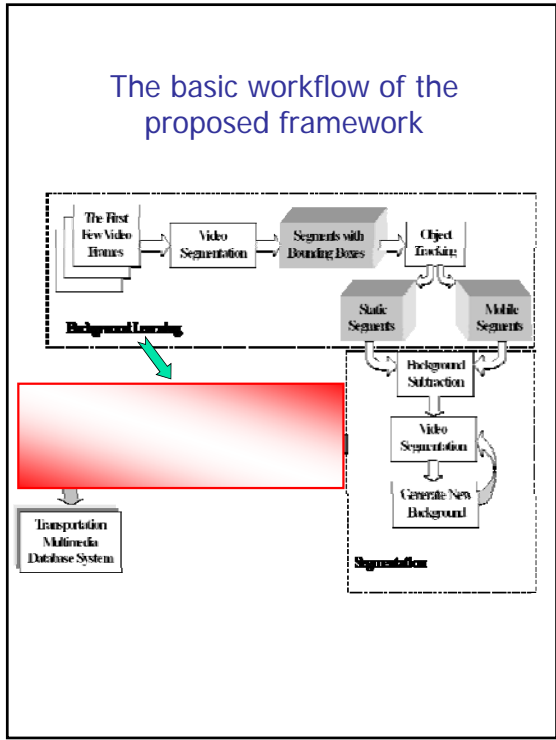 The basic workflow of the
proposed framework
The First
Few Video
Frames
Video
Segmentation
Segments with
Bounding Boxes
Object
Tracking
Static
Segments
Mobile
Segments
Background Learning
Background
Subtraction
Video
Segmentation
Generate New
Background
Transportation
Multimedia
Database System
Segmentation